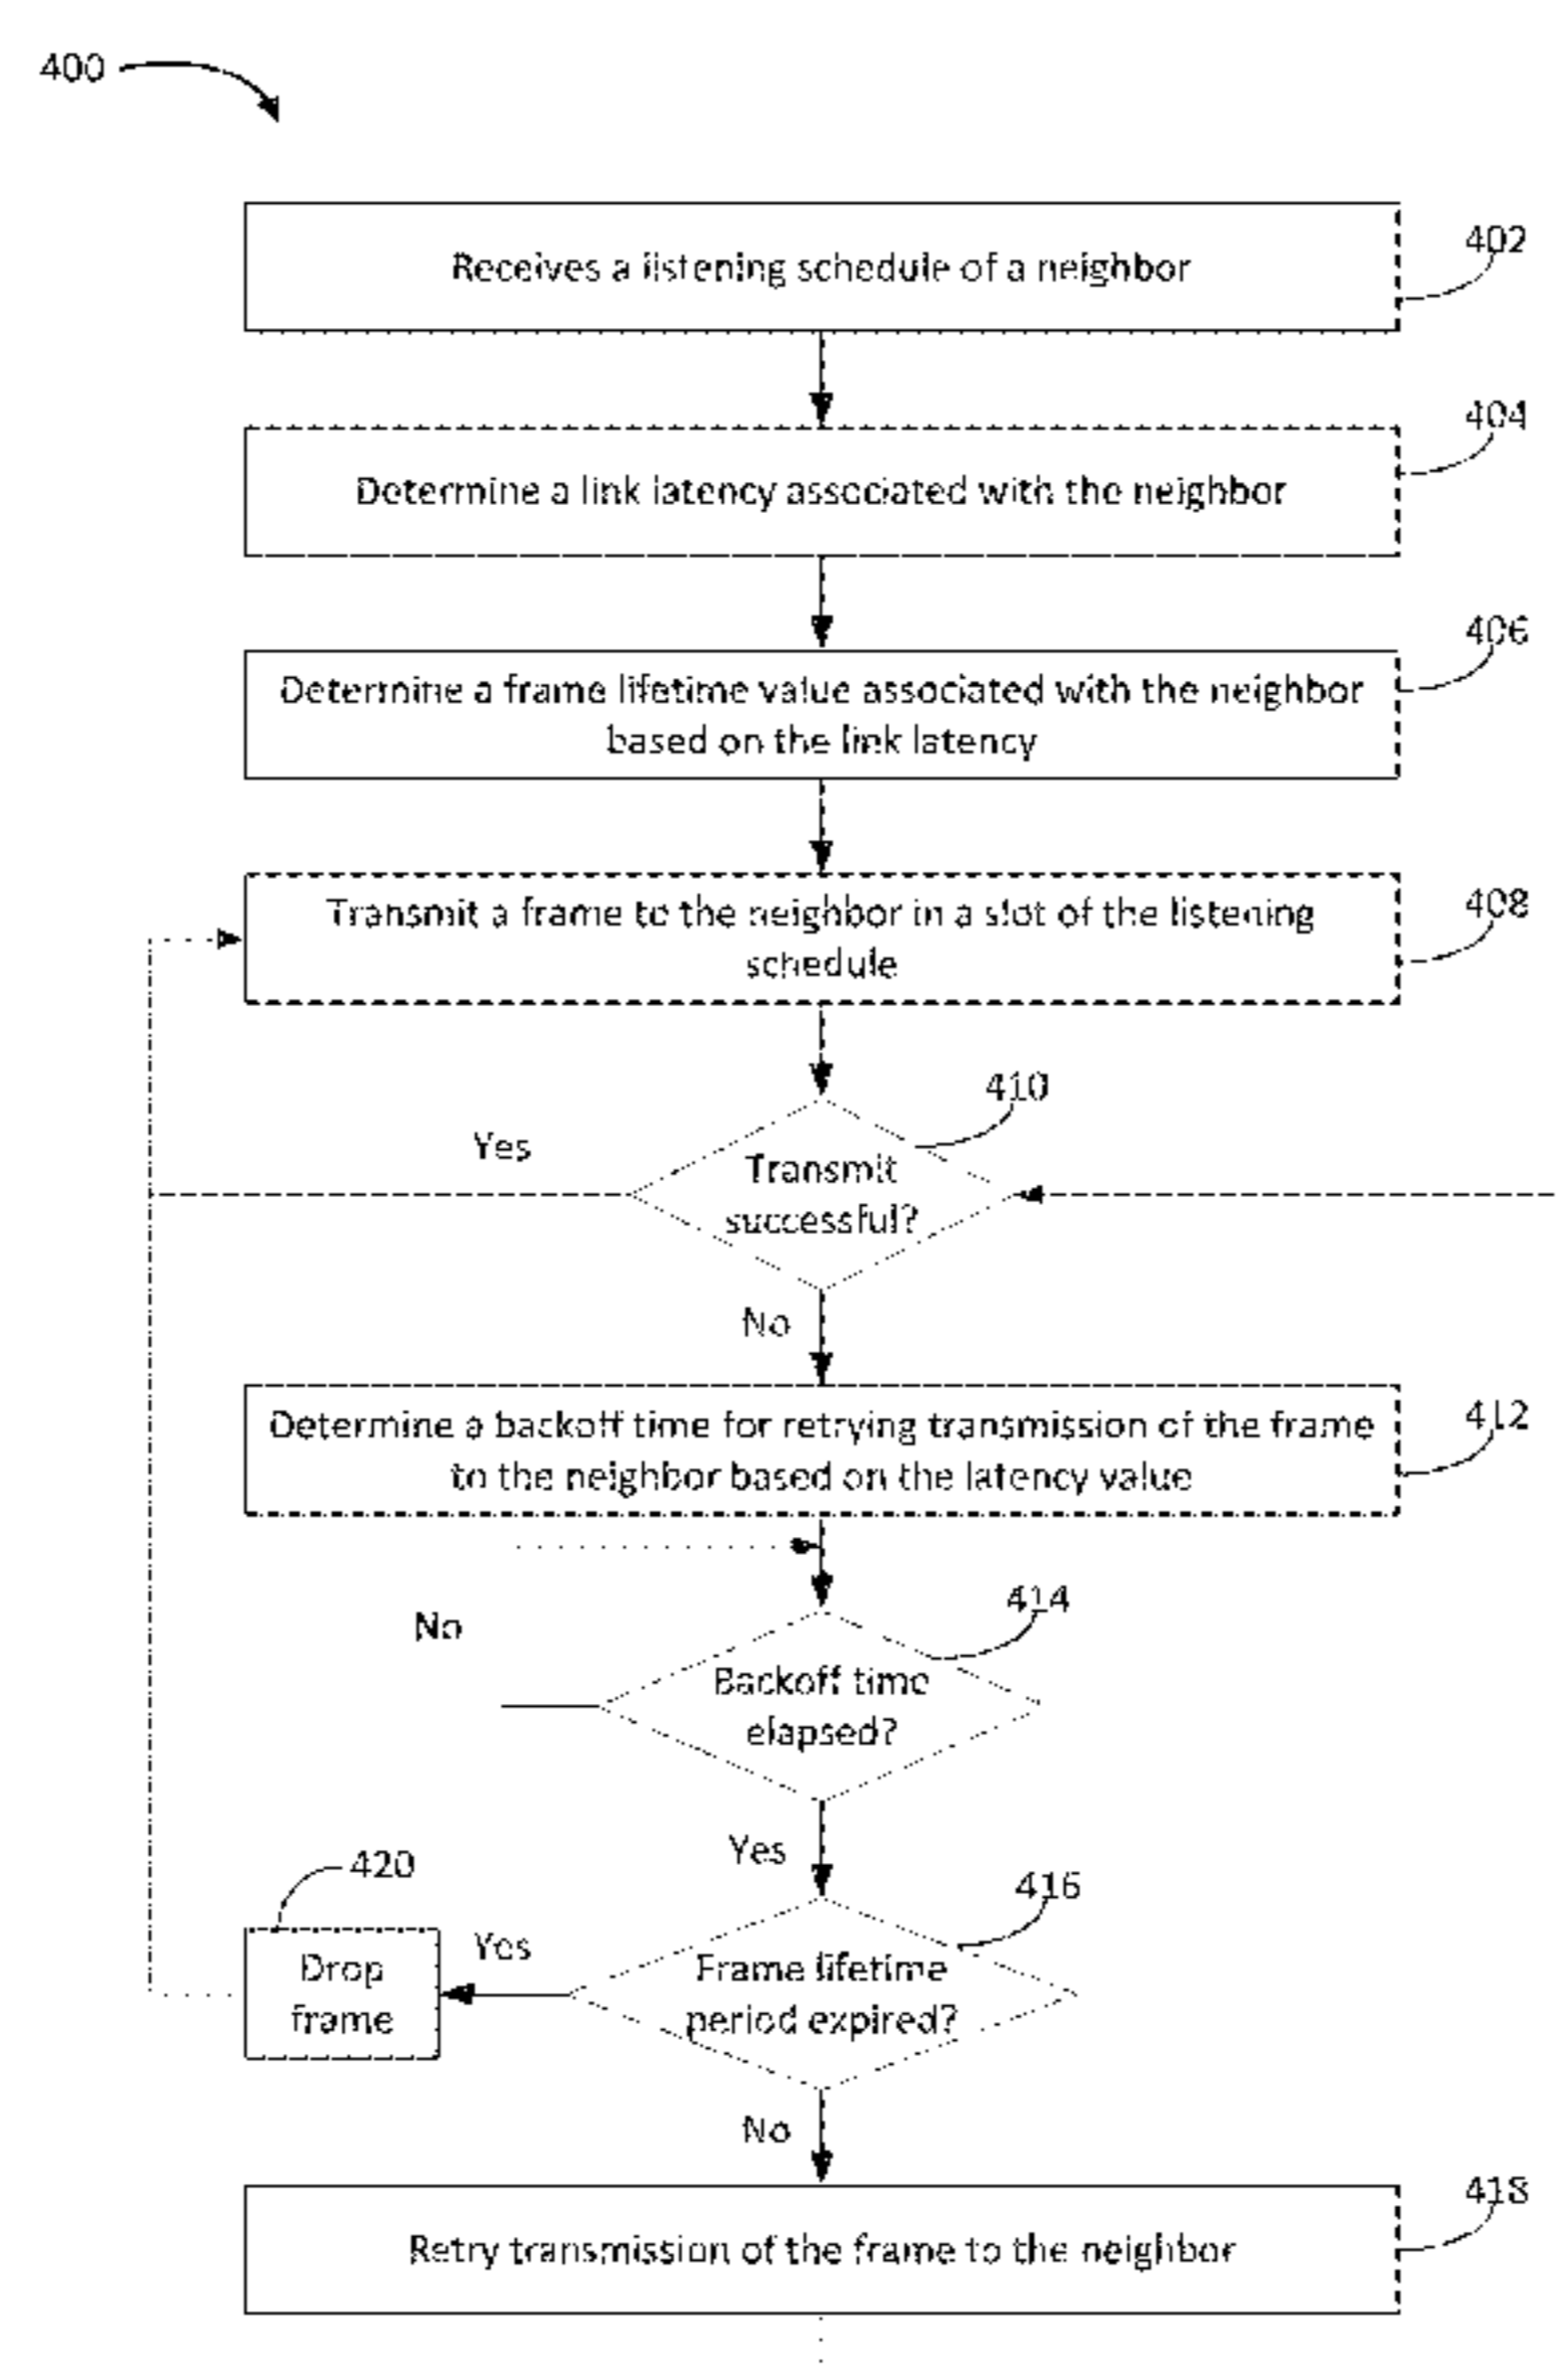 400
Receives a listening schedule of a neighbor
402
Determine a link latency associated with the neighbor
404
Determine a frame lifetime value associated with the neighbor
based on the link latency
406
Transmit a frame to the neighbor in a slot of the listening
schedule
408
410
Yes
Transmit
successful?
No
Determine a backoff time for retrying transmission of the frame
to the neighbor based on the latency value
412
414
No
Backoff time
elapsed?
Yes
420
416
Drop
frame
Yes
Frame lifetime
period expired?
No
Retry transmission of the frame to the neighbor
418